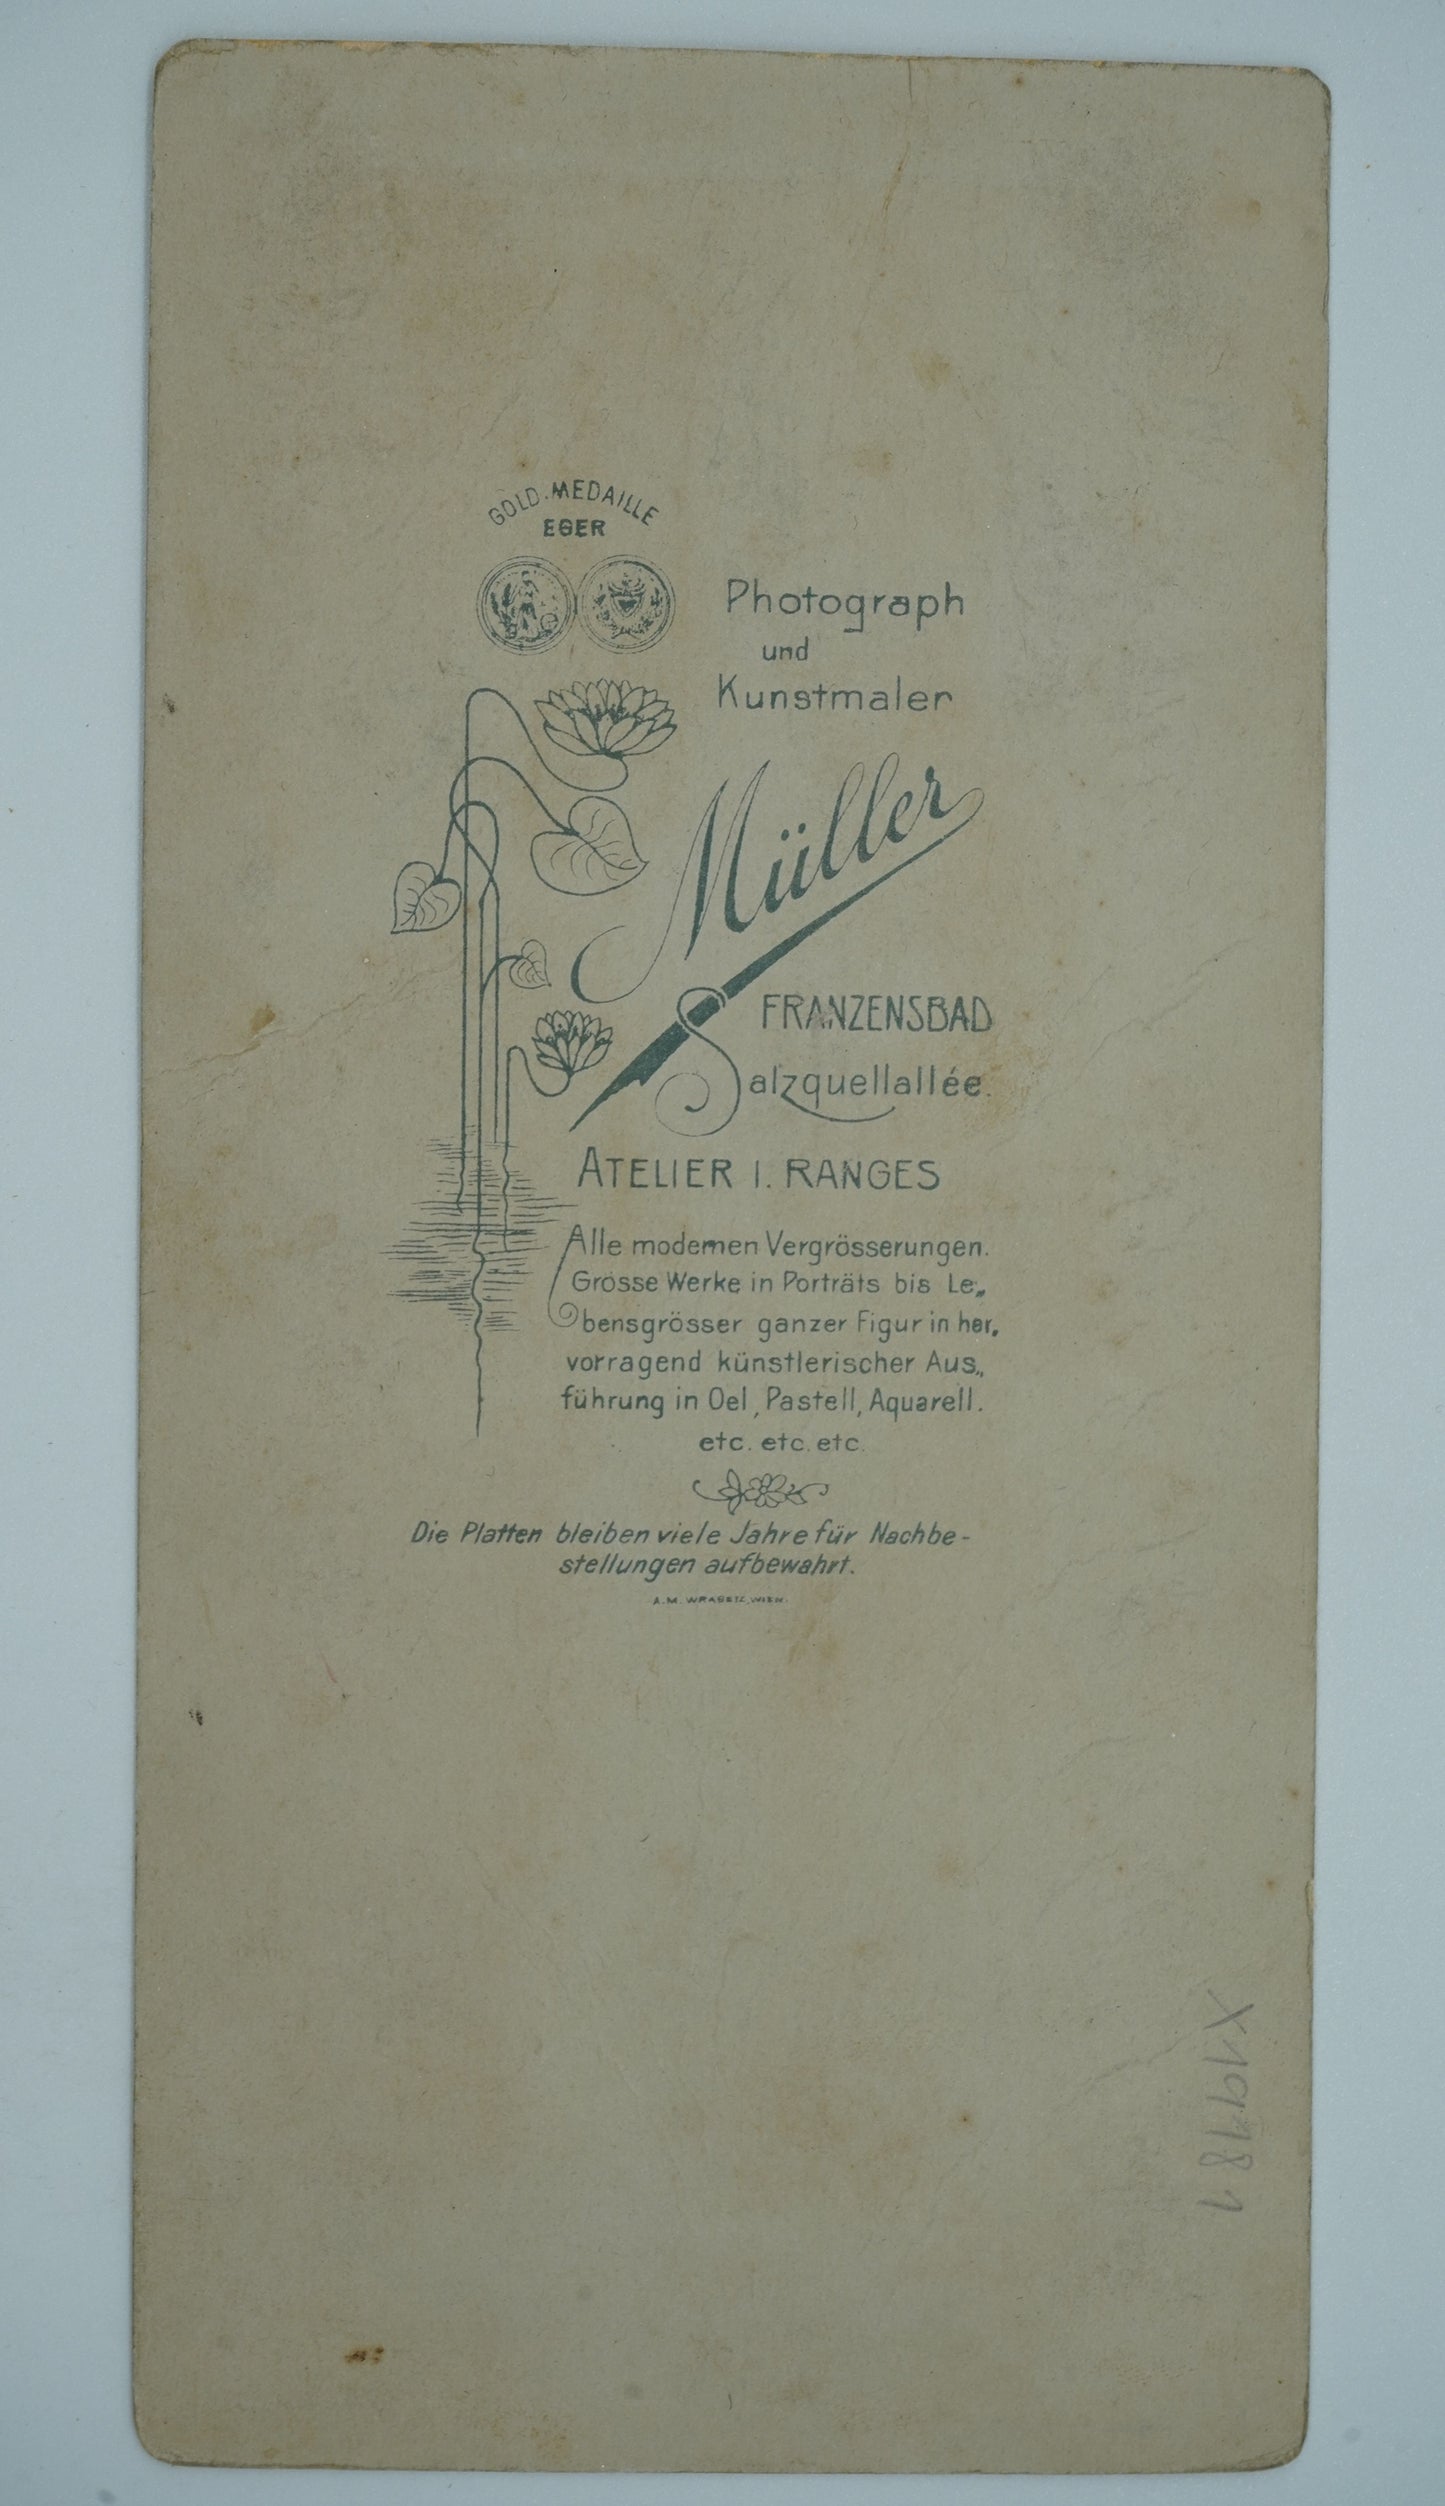 GOLD. MEDAILLE
EGER
Photograph
und
Kunstmaler
Müller
FRANZENSBAD
Salzquellallée.
ATELIER I. RANGES
Alle modernen Vergrösserungen.
Grosse Werke in Porträts bis Le„
bensgrösser ganzer Figur in her„
vorragend künstlerischer Aus„
führung in Oel, Pastell, Aquarell.
etc. etc. etc.
Die Platten bleiben viele Jahre für Nachbe-
stellungen aufbewahrt.
A.M. WRABETZ, WIEN.